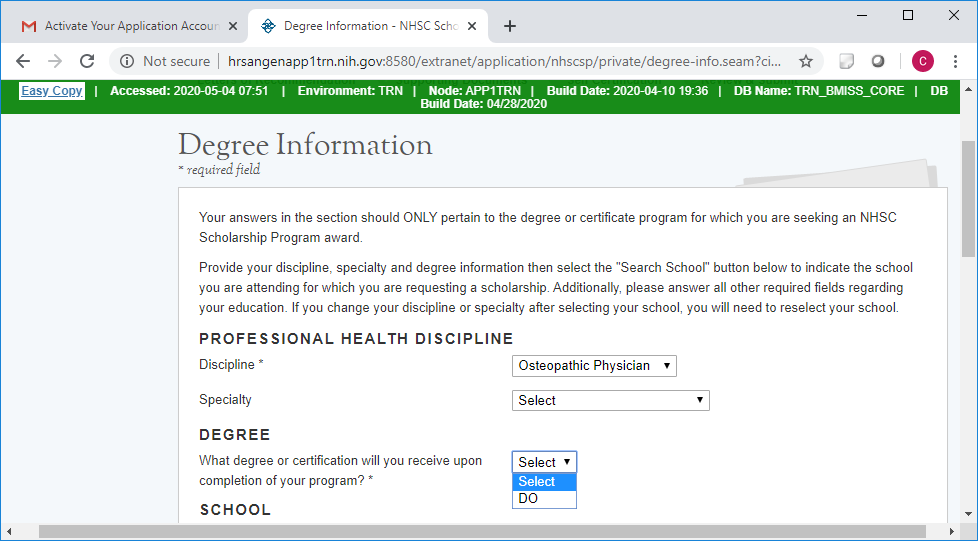 Activate Your Application Accoun
Degree Information - NHSC Scho
Not secure | hrsangenapp1trn.nih.gov:8580/extranet/application/nhscsp/private/degree-info.seam?ci...
C
Easy Copy | Accessed: 2020-05-04 07:51 | Environment: TRN | Node: APP1TRN | Build Date: 2020-04-10 19:36 | DB Name: TRN_BMISS_CORE | DB
Build Date: 04/28/2020
Degree Information
* required field
Your answers in the section should ONLY pertain to the degree or certificate program for which you are seeking an NHSC
Scholarship Program award.
Provide your discipline, specialty and degree information then select the "Search School" button below to indicate the school
you are attending for which you are requesting a scholarship. Additionally, please answer all other required fields regarding
your education. If you change your discipline or specialty after selecting your school, you will need to reselect your school.
PROFESSIONAL HEALTH DISCIPLINE
Discipline * Osteopathic Physician
Specialty Select
DEGREE
What degree or certification will you receive upon Select
completion of your program? * Select
DO
SCHOOL